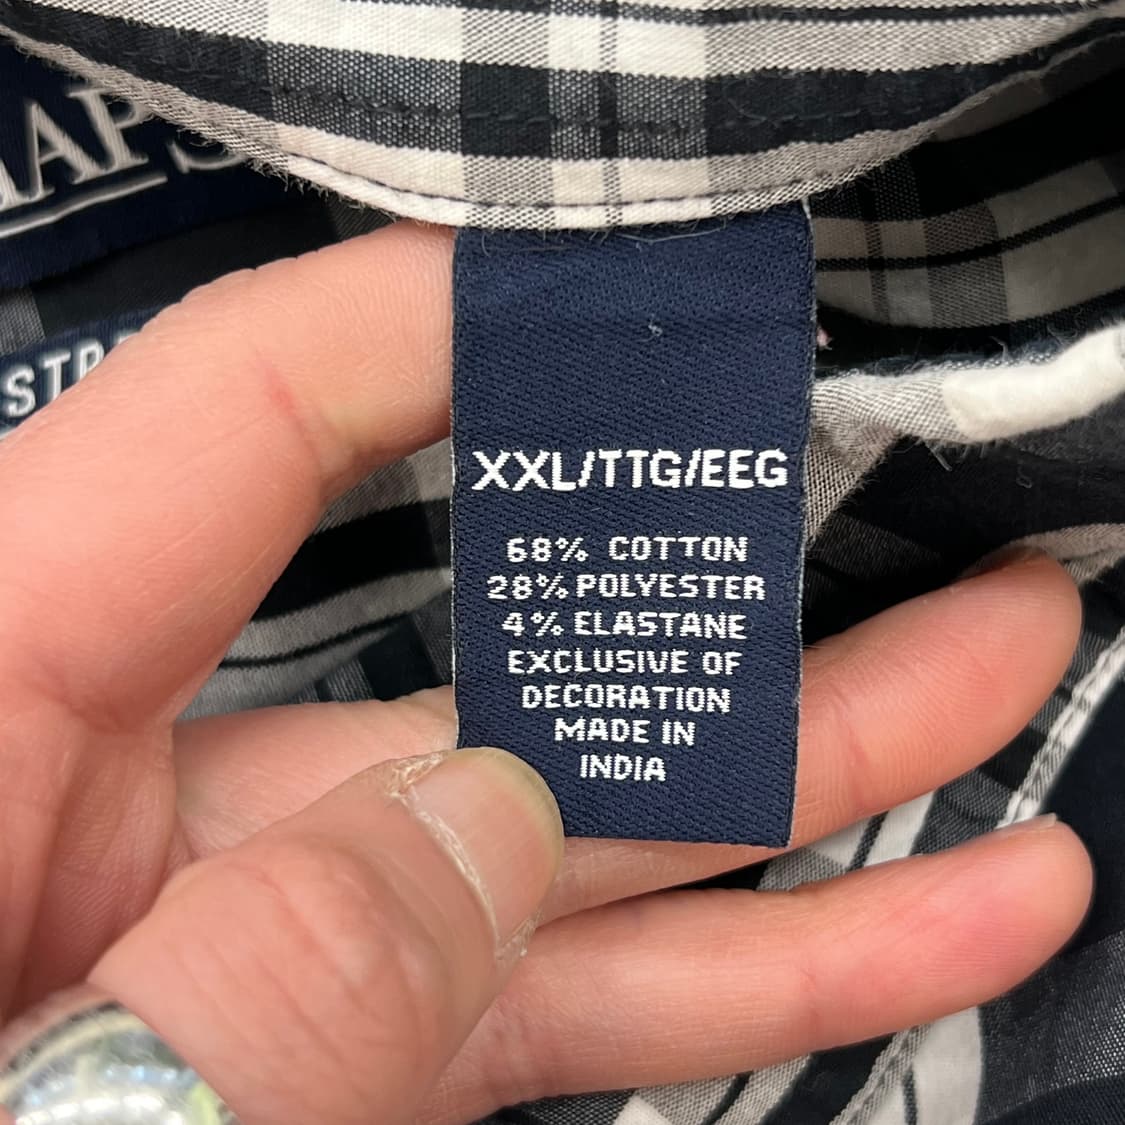 XXL/TTG/EEG
68% COTTON
28% POLYESTER
4% ELASTANE
EXCLUSIVE OF
DECORATION
MADE IN
INDIA